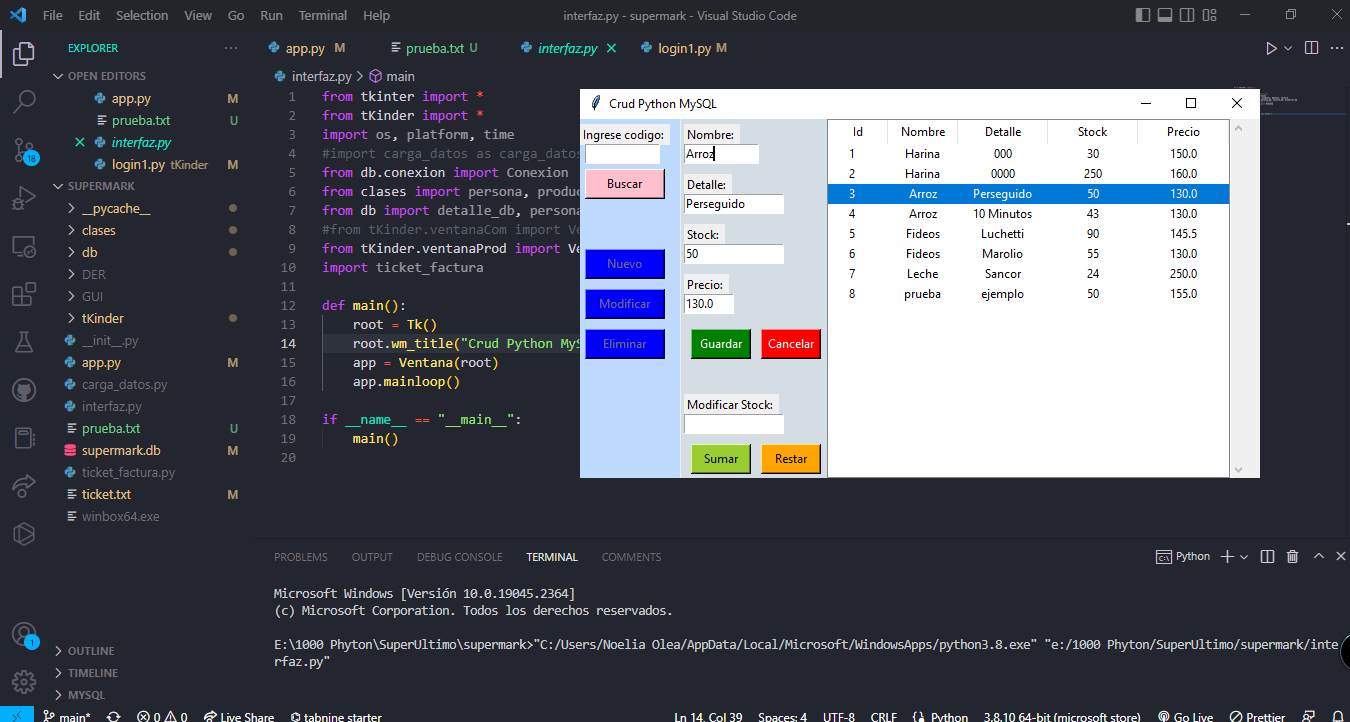 File Edit Selection View Go Run Terminal Help
interfaz.py - supermark - Visual Studio Code
EXPLORER
OPEN EDITORS
app.py M
prueba.txt U
interfaz.py
login1.py tKinder M
SUPERMARK
__pycache__
clases
db
DER
GUI
tKinder
__init__.py
app.py M
carga_datos.py
interfaz.py
prueba.txt U
supermark.db M
ticket_factura.py
ticket.txt M
winbox64.exe
OUTLINE
TIMELINE
MYSQL
18
1
app.py M prueba.txt U interfaz.py login1.py M
interfaz.py > main
1 from tkinter import *
2 from tKinder import *
3 import os, platform, time
4 #import carga_datos as carga_datos
5 from db.conexion import Conexion
6 from clases import persona, produc
7 from db import detalle_db, persona
8 #from tKinder.ventanaCom import Ve
9 from tKinder.ventanaProd import Ve
10 import ticket_factura
11
12 def main():
13 root = Tk()
14 root.wm_title("Crud Python MyS
15 app = Ventana(root)
16 app.mainloop()
17
18 if __name__ == "__main__":
19 main()
20
Crud Python MySQL
Ingrese codigo:
Buscar
Nuevo
Modificar
Eliminar
Nombre:
Arroz
Detalle:
Perseguido
Stock:
50
Precio:
130.0
Guardar Cancelar
Modificar Stock:
Sumar Restar
Id Nombre Detalle Stock Precio
1 Harina 000 30 150.0
2 Harina 0000 250 160.0
3 Arroz Perseguido 50 130.0
4 Arroz 10 Minutos 43 130.0
5 Fideos Luchetti 90 145.5
6 Fideos Marolio 55 130.0
7 Leche Sancor 24 250.0
8 prueba ejemplo 50 155.0
PROBLEMS OUTPUT DEBUG CONSOLE TERMINAL COMMENTS
Python
Microsoft Windows [Versión 10.0.19045.2364]
(c) Microsoft Corporation. Todos los derechos reservados.
E:\1000 Phyton\SuperUltimo\supermark>"C:/Users/Noelia Olea/AppData/Local/Microsoft/WindowsApps/python3.8.exe" "e:/1000 Phyton/SuperUltimo/supermark/inte
rfaz.py"
main* 0 0 Live Share tabnine starter
Ln 14, Col 39 Spaces: 4 UTF-8 CRLF Python 3.8.10 64-bit (microsoft store) Go Live Prettier